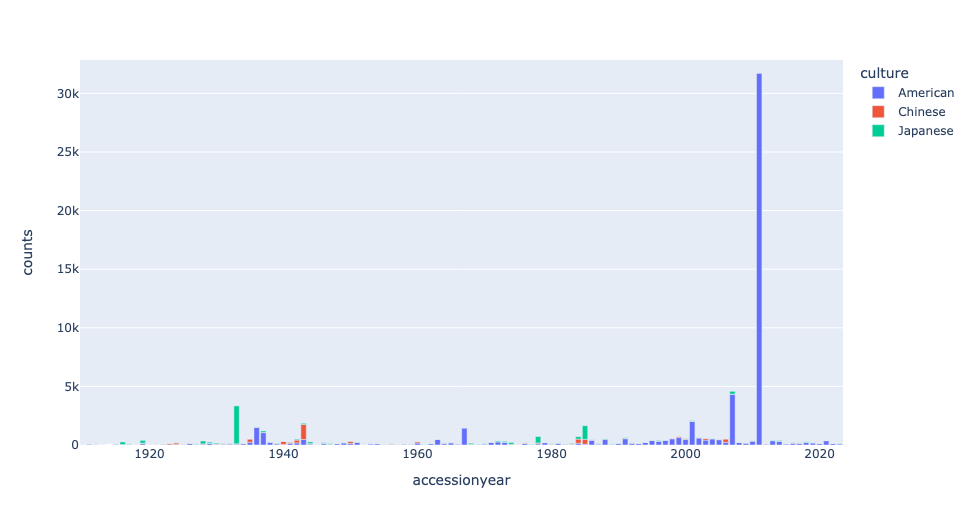 culture
American
Chinese
Japanese
30k
25k
20k
15k
10k
5k
0
counts
1920 1940 1960 1980 2000 2020
accessionyear